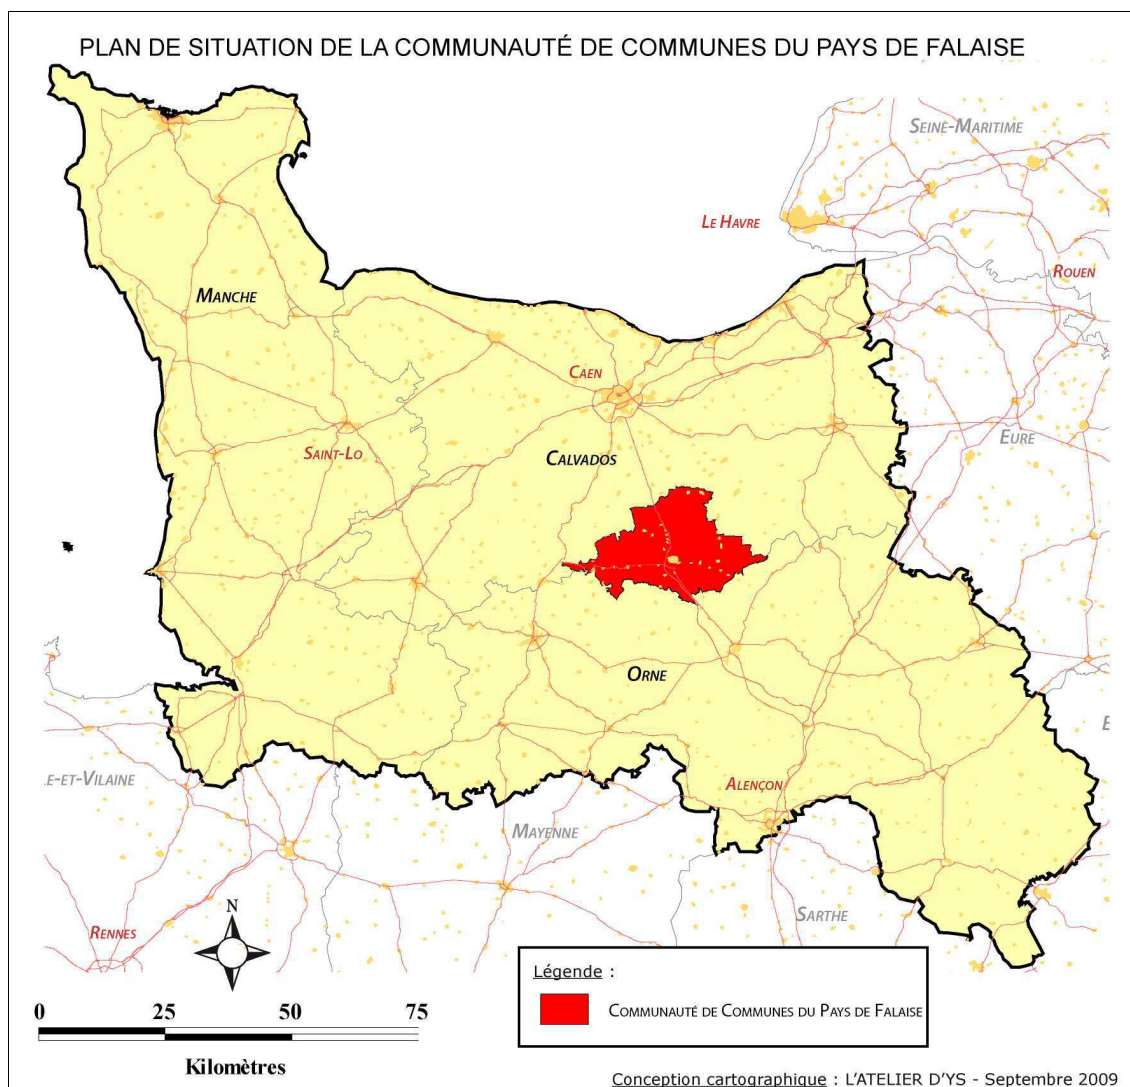 PLAN DE SITUATION DE LA COMMUNAUTÉ DE COMMUNES DU PAYS DE FALAISE
SEINE-MARITIME
LE HAVRE
ROUEN
MANCHE
CAEN
EURE
SAINT-LO
CALVADOS
ORNE
E
LE-ET-VILAINE
ALENÇON
MAYENNE
SARTHE
RENNES
N
Légende :
COMMUNAUTÉ DE COMMUNES DU PAYS DE FALAISE
0 25 50 75
Kilomètres
Conception cartographique : L'ATELIER D'YS - Septembre 2009